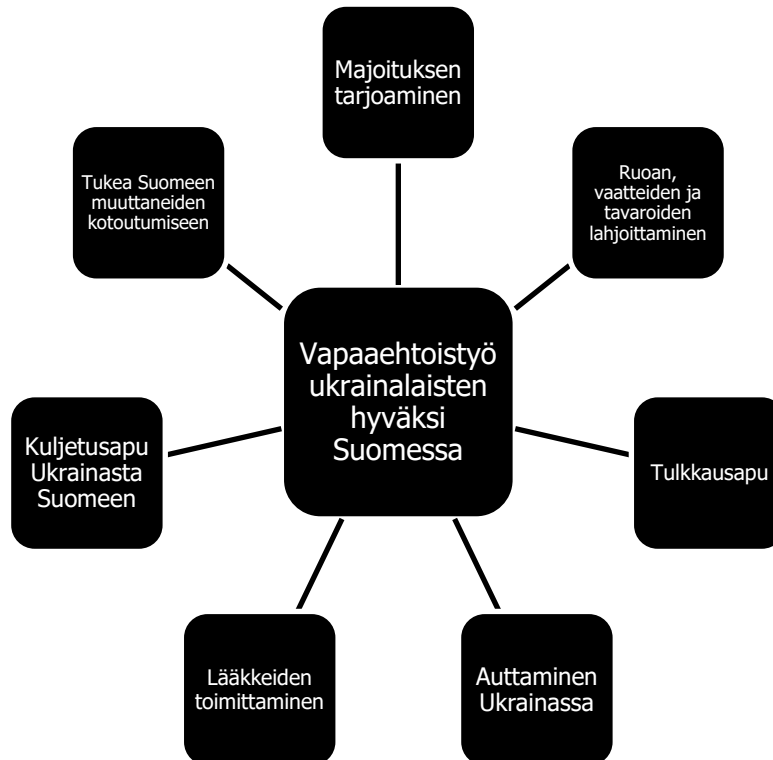 Majoituksen
tarjoaminen
Ruoan,
vaatteiden ja
tavaroiden
lahjoittaminen
Tukea Suomeen
muuttaneiden
kotoutumiseen
Vapaaehtoistyö
ukrainalaisten
hyväksi
Suomessa
Kuljetusapu
Ukrainasta
Suomeen
Tulkkausapu
Lääkkeiden
toimittaminen
Auttaminen
Ukrainassa